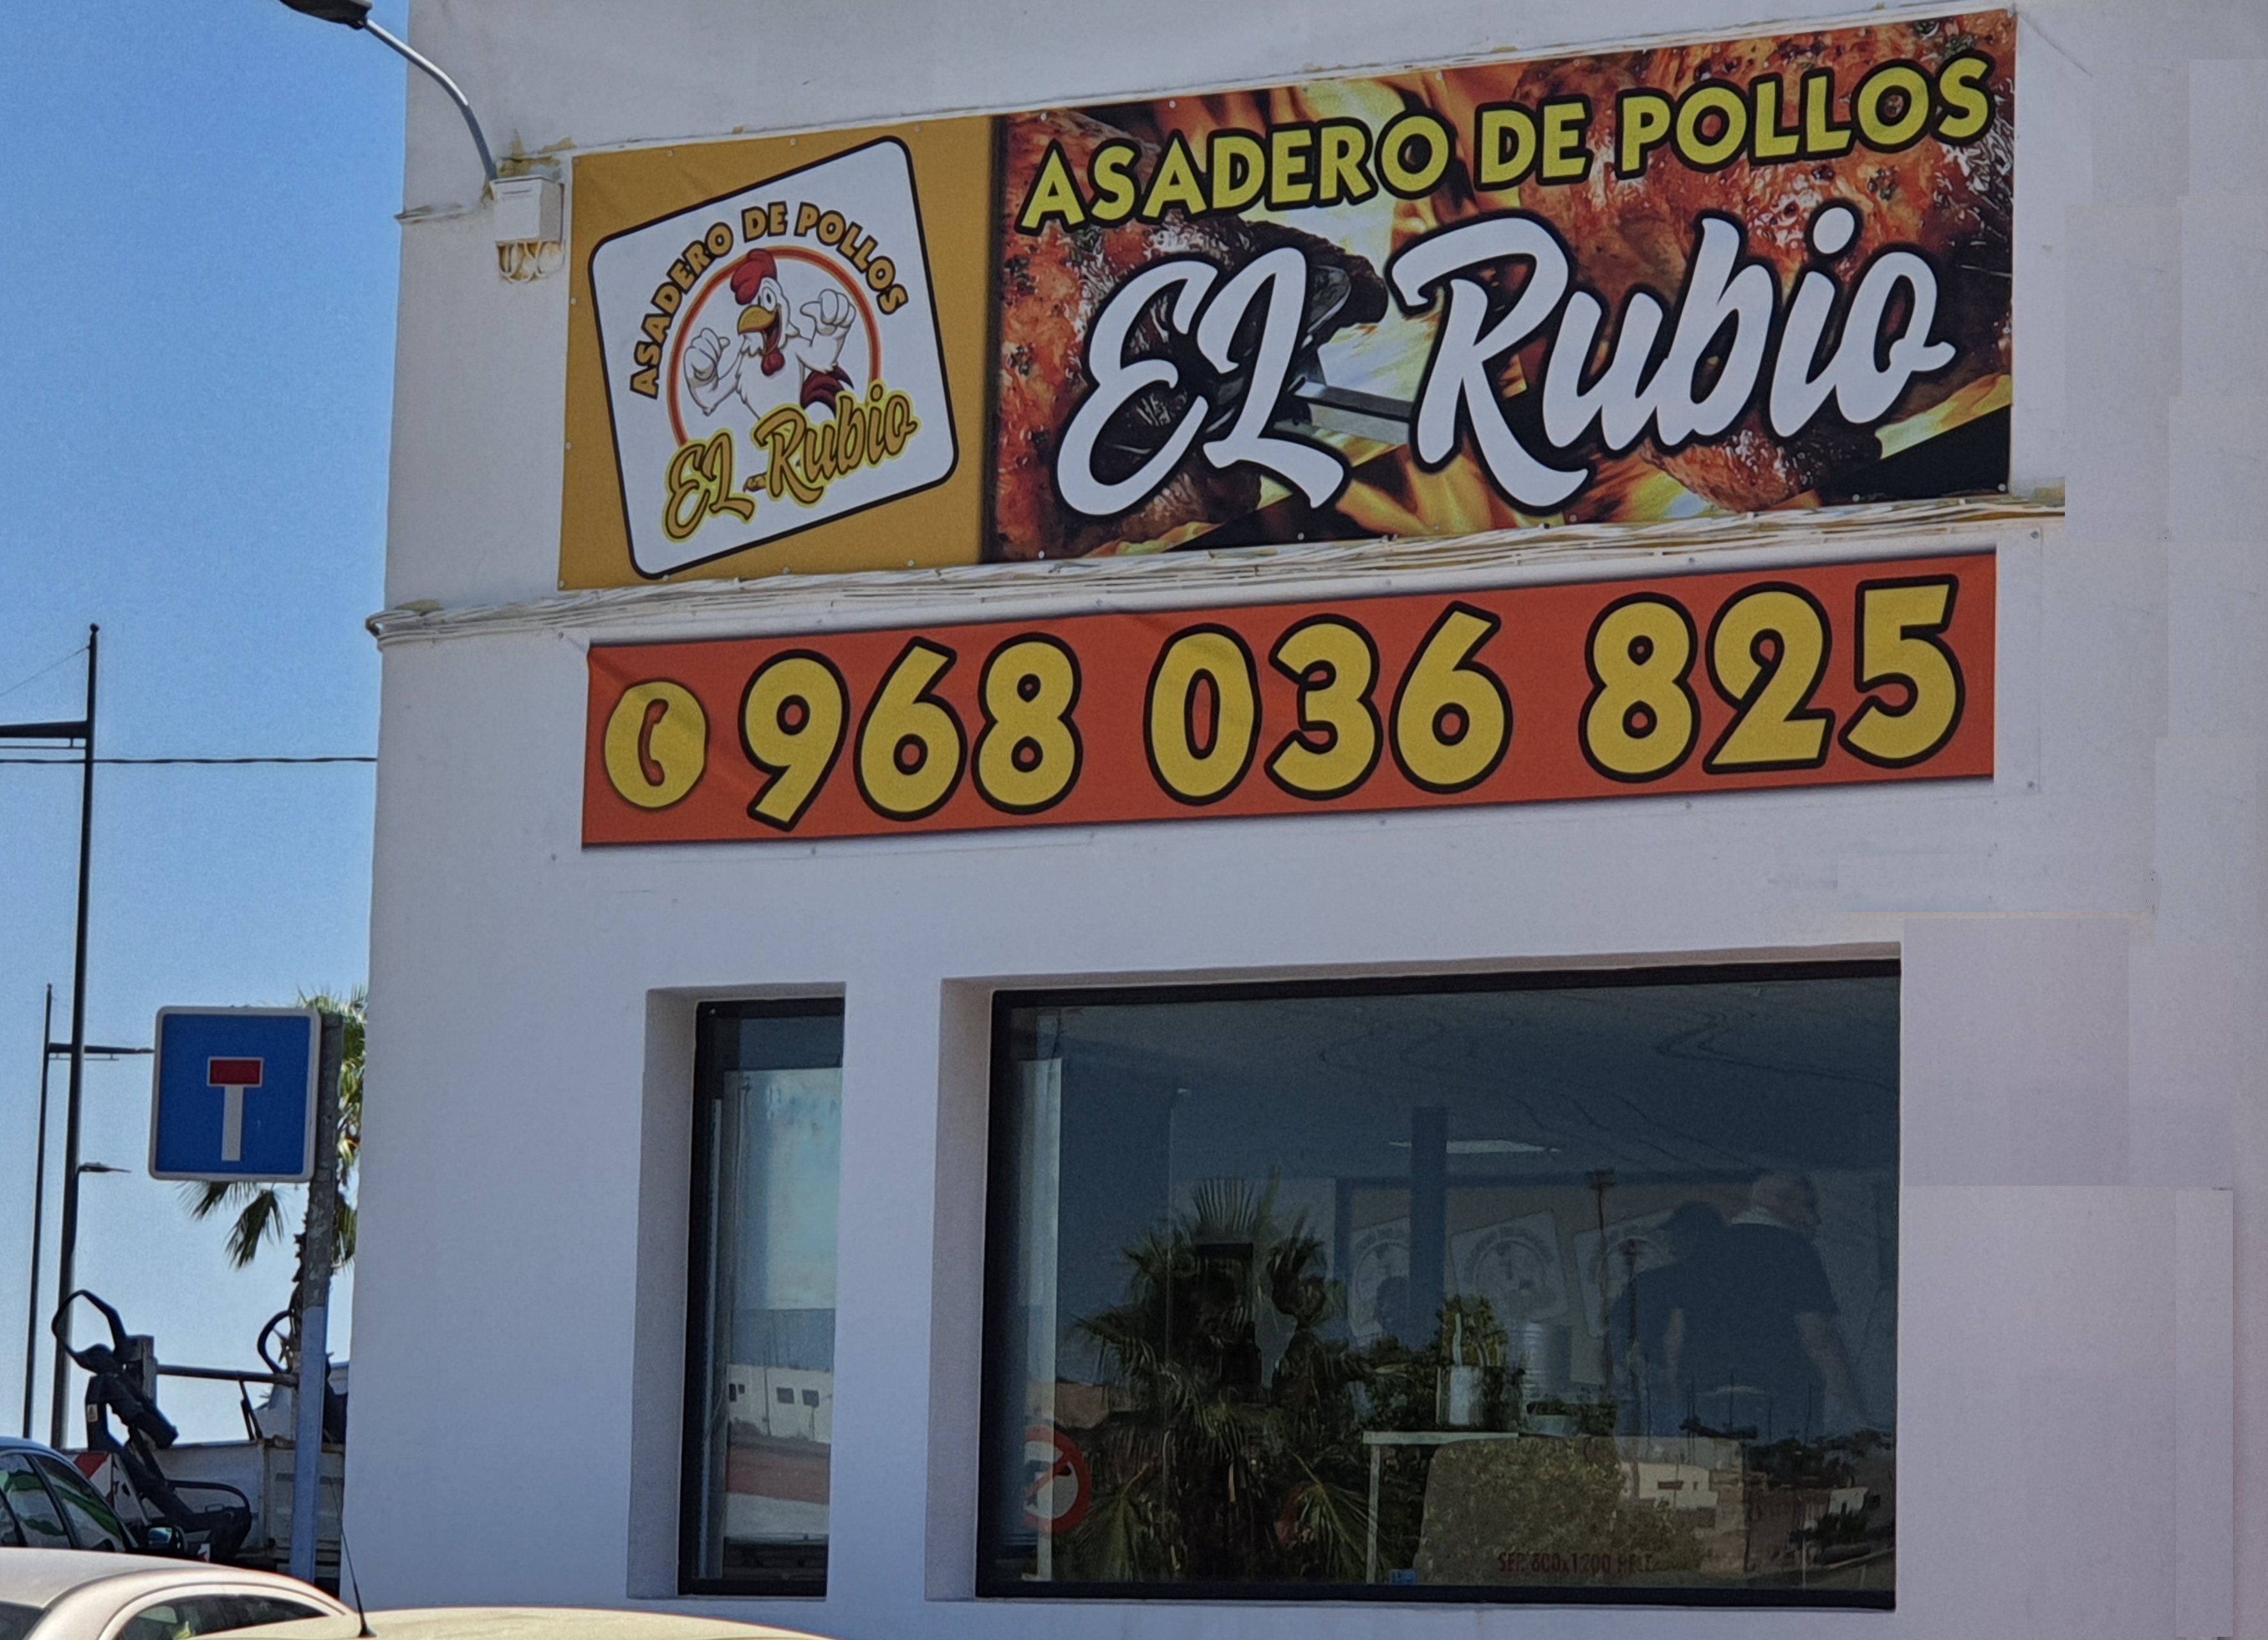 ASADERO DE POLLOS
EL Rubio
ASADERO DE POLLOS
EL Rubio
968 036 825